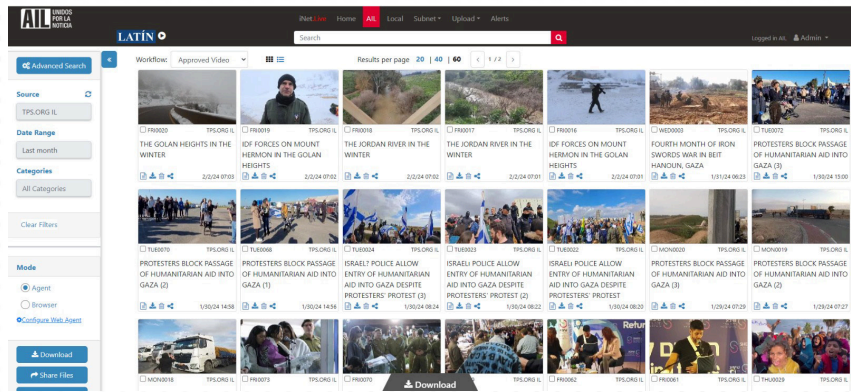 AIL UNIDOS
POR LA
NOTICIA
iNet.Live Home AIL Local Subnet Upload Alerts
LATÍN
Search
Logged in: AIL Admin
Advanced Search
Workflow: Approved Video
Results per page 20 | 40 | 60 1 / 2
Source
TPS.ORG IL
Date Range
Last month
Categories
All Categories
Clear Filters
Mode
Agent
Browser
Configure Web Agent
Download
Share Files
FRI0020 TPS.ORG IL
THE GOLAN HEIGHTS IN THE
WINTER
2/2/24 07:03
FRI0019 TPS.ORG IL
IDF FORCES ON MOUNT
HERMON IN THE GOLAN
HEIGHTS
2/2/24 07:02
FRI0018 TPS.ORG IL
THE JORDAN RIVER IN THE
WINTER
2/2/24 07:02
FRI0017 TPS.ORG IL
THE JORDAN RIVER IN THE
WINTER
2/2/24 07:01
FRI0016 TPS.ORG IL
IDF FORCES ON MOUNT
HERMON IN THE GOLAN
HEIGHTS
2/2/24 07:01
WED0003 TPS.ORG IL
FOURTH MONTH OF IRON
SWORDS WAR IN BEIT
HANOUN, GAZA
1/31/24 06:23
TUE0072 TPS.ORG IL
PROTESTERS BLOCK PASSAGE
OF HUMANITARIAN AID INTO
GAZA (3)
1/30/24 15:00
TUE0070 TPS.ORG IL
PROTESTERS BLOCK PASSAGE
OF HUMANITARIAN AID INTO
GAZA (2)
1/30/24 14:58
TUE0068 TPS.ORG IL
PROTESTERS BLOCK PASSAGE
OF HUMANITARIAN AID INTO
GAZA (1)
1/30/24 14:56
TUE0024 TPS.ORG IL
ISRAELI POLICE ALLOW
ENTRY OF HUMANITARIAN
AID INTO GAZA DESPITE
PROTESTERS' PROTEST (3)
1/30/24 08:24
TUE0023 TPS.ORG IL
ISRAELI POLICE ALLOW
ENTRY OF HUMANITARIAN
AID INTO GAZA DESPITE
PROTESTERS' PROTEST (2)
1/30/24 08:22
TUE0022 TPS.ORG IL
ISRAELI POLICE ALLOW
ENTRY OF HUMANITARIAN
AID INTO GAZA DESPITE
PROTESTERS' PROTEST
1/30/24 08:20
MON0020 TPS.ORG IL
PROTESTERS BLOCK PASSAGE
OF HUMANITARIAN AID INTO
GAZA (3)
1/29/24 07:29
MON0019 TPS.ORG IL
PROTESTERS BLOCK PASSAGE
OF HUMANITARIAN AID INTO
GAZA (2)
1/29/24 07:27
Retur
MON0018 TPS.ORG IL
FRI0073 TPS.ORG IL
FRI0070
Download
TPS.ORG IL
FRI0062 TPS.ORG IL
FRI0061 TPS.ORG IL
THU0029 TPS.ORG IL